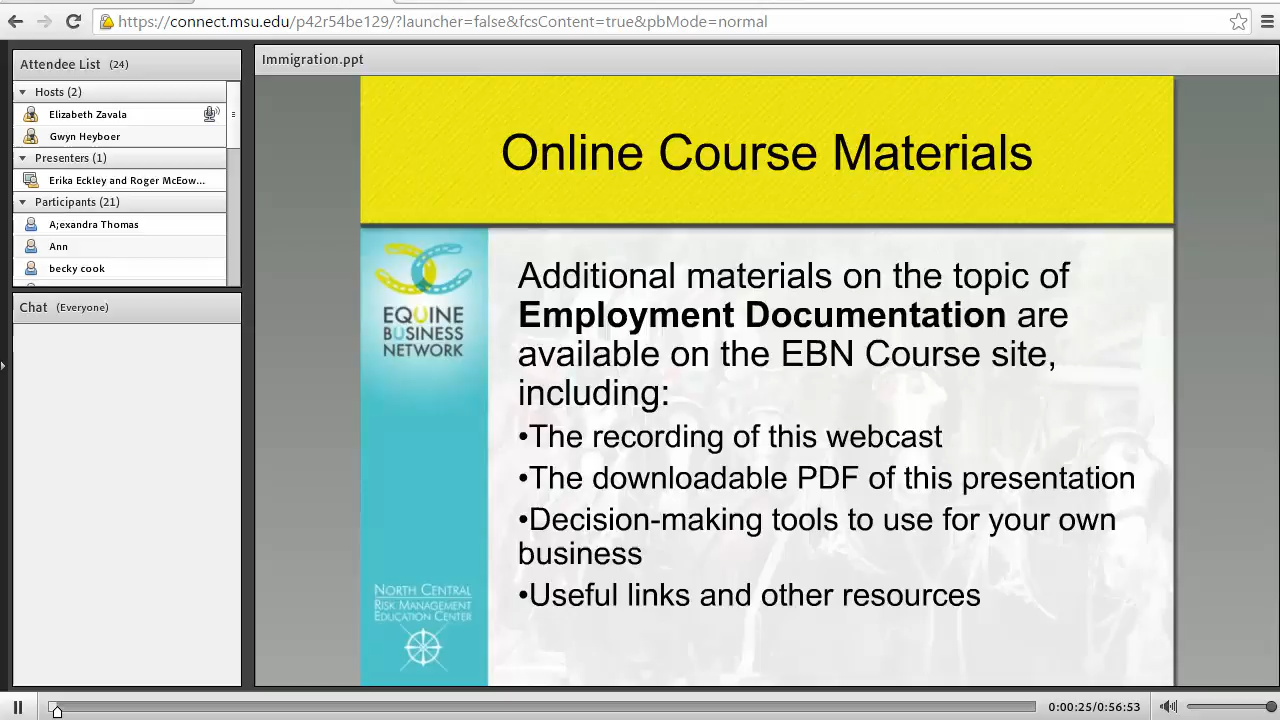 https://connect.msu.edu/p42r54be129/?launcher=false&fcsContent=true&pbMode=normal
Attendee List (24)
Hosts (2)
Elizabeth Zavala
Gwyn Heyboer
Presenters (1)
Erika Eckley and Roger McEow...
Participants (21)
A;exandra Thomas
Ann
becky cook
Chat (Everyone)
Immigration.ppt
Online Course Materials
EQUINE
BUSINESS
NETWORK
Additional materials on the topic of
Employment Documentation are
available on the EBN Course site,
including:
•The recording of this webcast
•The downloadable PDF of this presentation
•Decision-making tools to use for your own
business
•Useful links and other resources
NORTH CENTRAL
RISK MANAGEMENT
EDUCATION CENTER
0:00:25/0:56:53